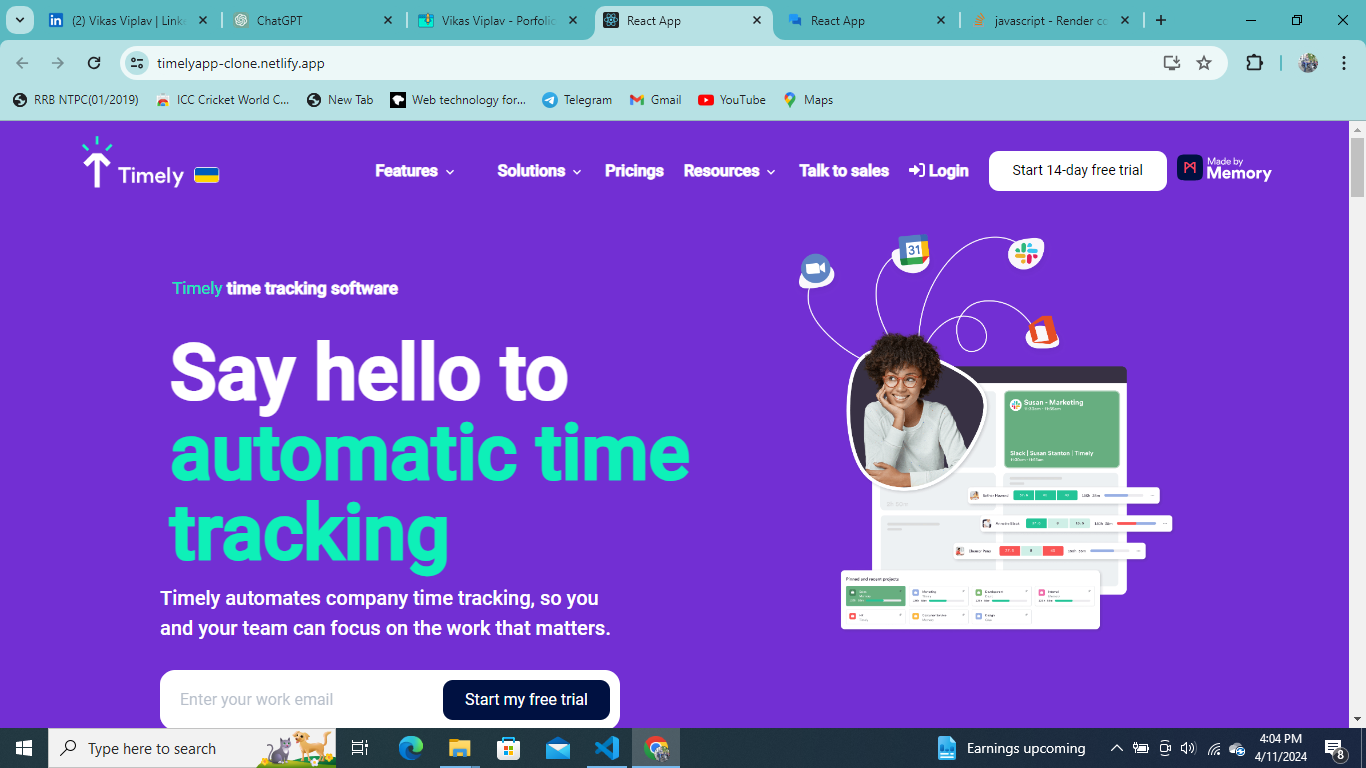 (2) Vikas Viplav | Link
ChatGPT
Vikas Viplav - Porfolio
React App
React App
javascript - Render co
timelyapp-clone.netlify.app
RRB NTPC(01/2019)
ICC Cricket World C...
New Tab
Web technology for...
Telegram
Gmail
YouTube
Maps
Timely
Features
Solutions
Pricings
Resources
Talk to sales
Login
Start 14-day free trial
Made by
Memory
31
Timely time tracking software
Say hello to
automatic time
tracking
Timely automates company time tracking, so you
and your team can focus on the work that matters.
Enter your work email
Start my free trial
Susan - Marketing
Slack | Susan Stanton | Timely
Pinned and recent projects
Type here to search
Earnings upcoming
4:04 PM
4/11/2024
8